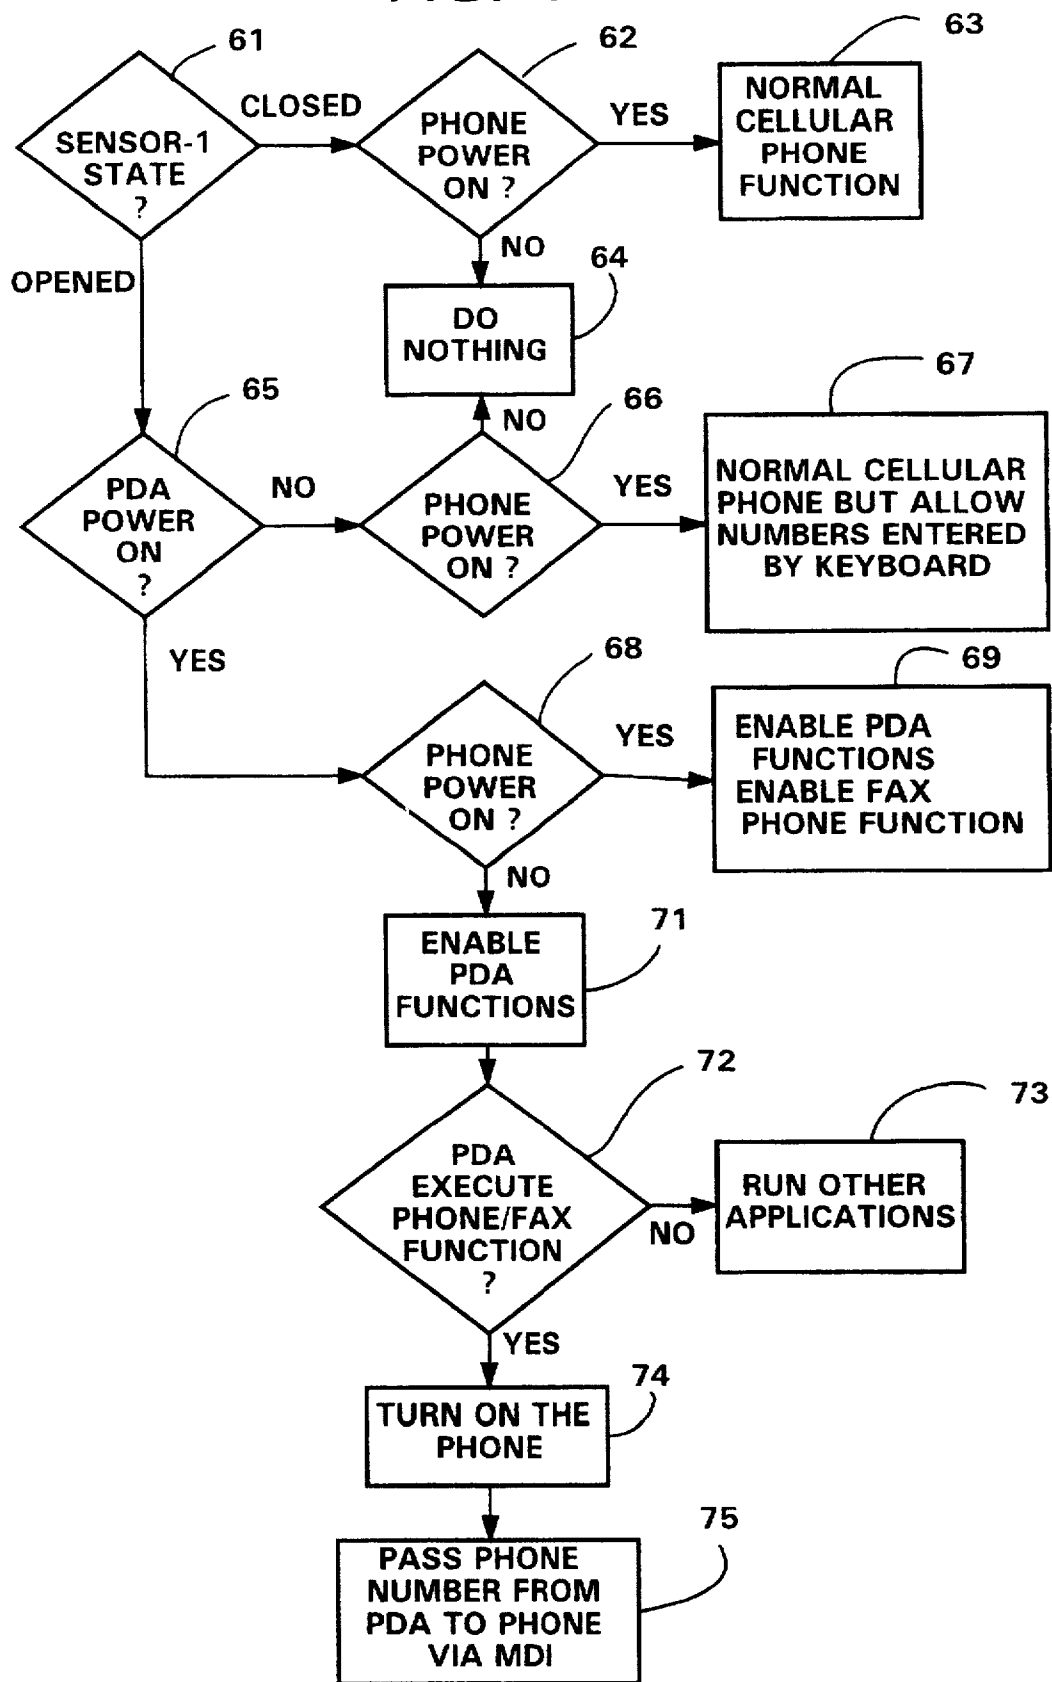 61
62
63
SENSOR-1
STATE
?
CLOSED
PHONE
POWER
ON ?
YES
NORMAL
CELLULAR
PHONE
FUNCTION
OPENED
NO
64
DO
NOTHING
65
PDA
POWER
ON
?
NO
66
NO
PHONE
POWER
ON ?
YES
67
NORMAL CELLULAR
PHONE BUT ALLOW
NUMBERS ENTERED
BY KEYBOARD
YES
68
PHONE
POWER
ON ?
YES
69
ENABLE PDA
FUNCTIONS
ENABLE FAX
PHONE FUNCTION
NO
71
ENABLE
PDA
FUNCTIONS
72
PDA
EXECUTE
PHONE/FAX
FUNCTION
?
NO
73
RUN OTHER
APPLICATIONS
YES
74
TURN ON THE
PHONE
75
PASS PHONE
NUMBER FROM
PDA TO PHONE
VIA MDI